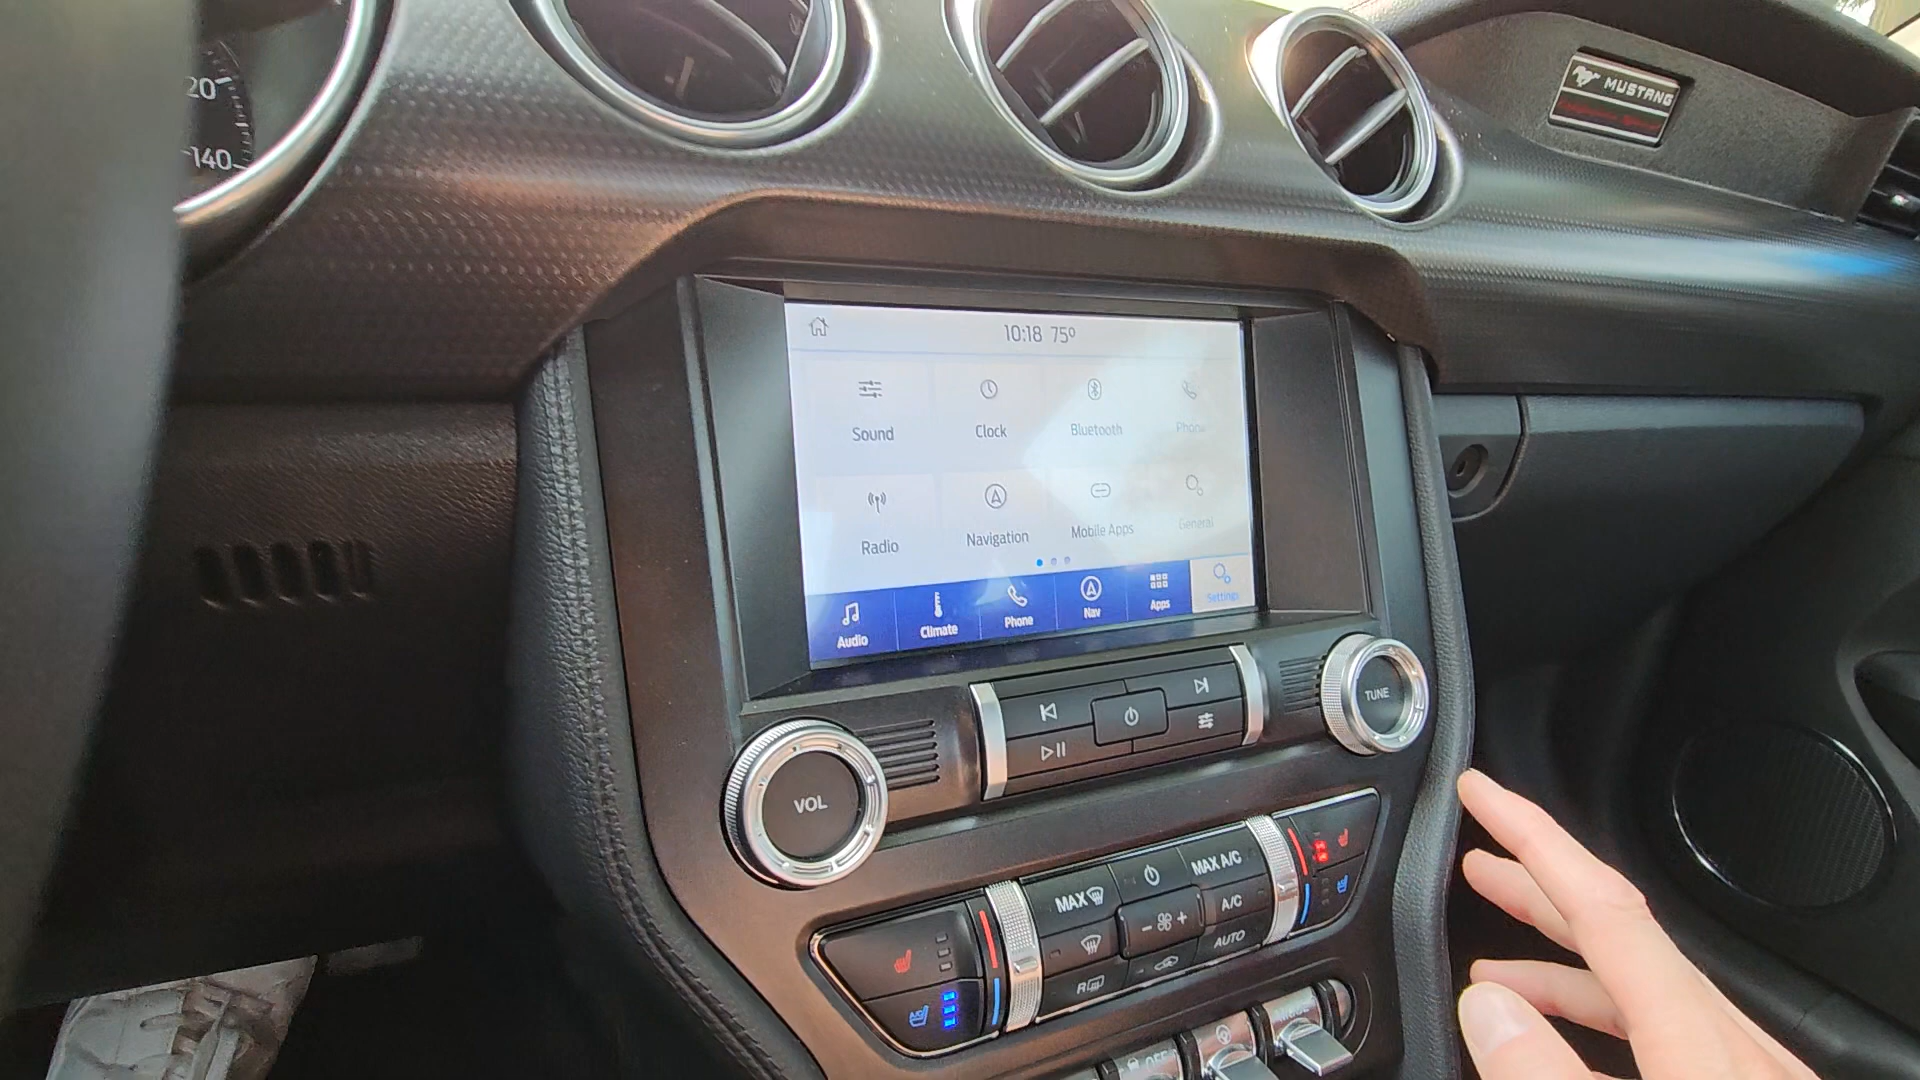 20
140
MUSTANG
10:18 75°
Sound
Clock
Bluetooth
Phone
Radio
Navigation
Mobile Apps
General
Audio
Climate
Phone
Nav
Apps
Settings
VOL
TUNE
MAX
MAX A/C
A/C
AUTO
R
A/C
OFF